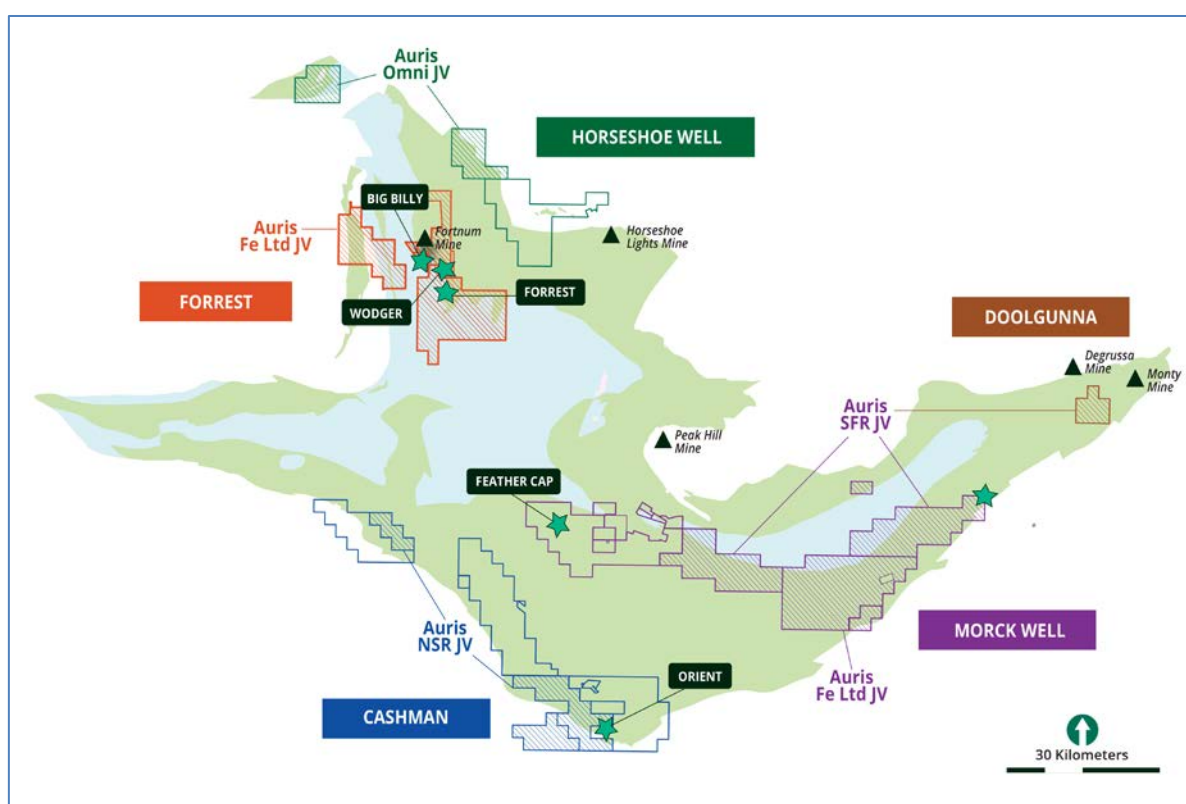 Auris
Omni JV
HORSESHOE WELL
BIG BILLY
Auris
Fe Ltd JV
Fortnum
Mine
Horseshoe
Lights Mine
FORREST
WODGER
FORREST
DOOLGUNNA
Degrussa
Mine
Monty
Mine
Auris
SFR JV
Peak Hill
Mine
FEATHER CAP
Auris
NSR JV
MORCK WELL
ORIENT
Auris
Fe Ltd JV
CASHMAN
30 Kilometers